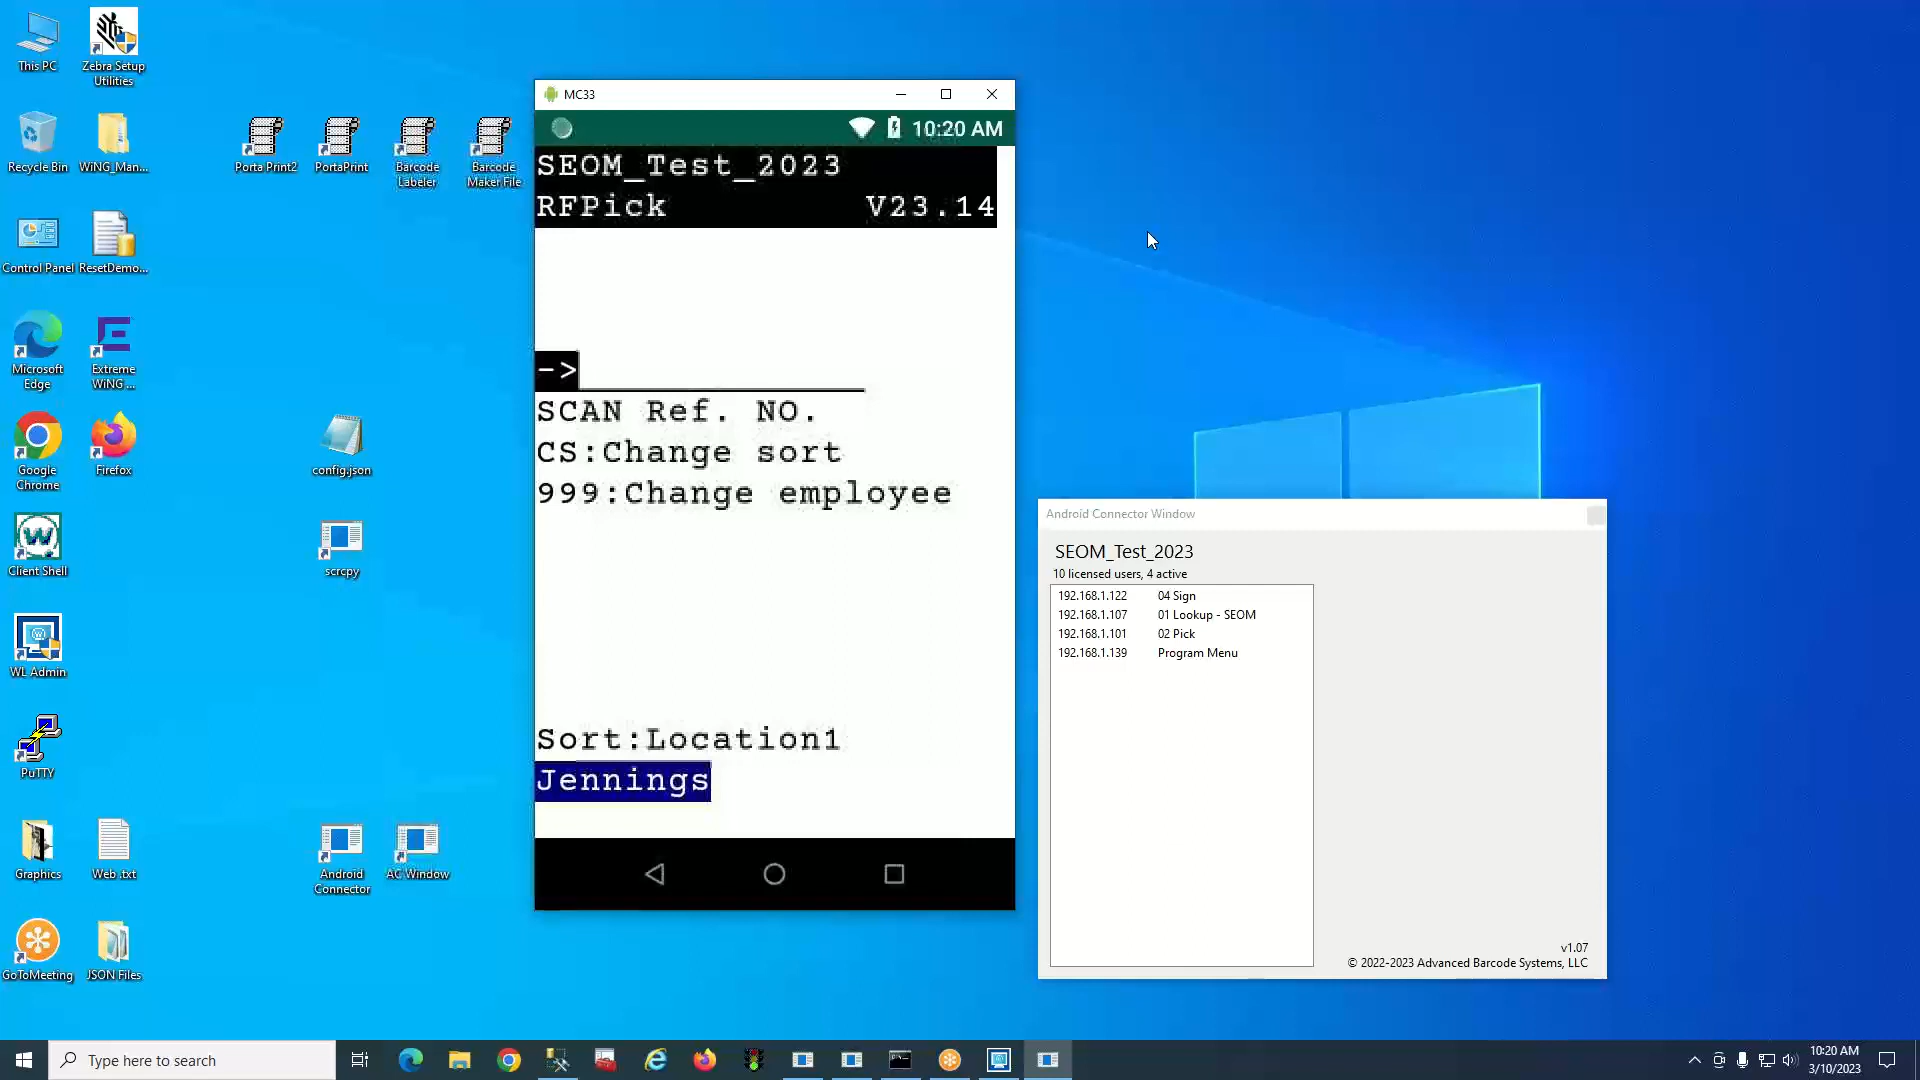 This PC
Zebra Setup
Utilities
Recycle Bin
WiNG_Man...
Porta Print2
PortaPrint
Barcode
Labeler
Barcode
Maker File
Control Panel
ResetDemo...
Microsoft
Edge
Extreme
WiNG ...
Google
Chrome
Firefox
config.json
Client Shell
scrcpy
WL Admin
PuTTY
Graphics
Web .txt
Android
Connector
AC Window
GoToMeeting
JSON Files
MC33
10:20 AM
SEOM_Test_2023
RFPick V23.14
->
SCAN Ref. NO.
CS:Change sort
999:Change employee
Sort:Location1
Jennings
Android Connector Window
SEOM_Test_2023
10 licensed users, 4 active
192.168.1.122 04 Sign
192.168.1.107 01 Lookup - SEOM
192.168.1.101 02 Pick
192.168.1.139 Program Menu
v1.07
© 2022-2023 Advanced Barcode Systems, LLC
Type here to search
10:20 AM
3/10/2023